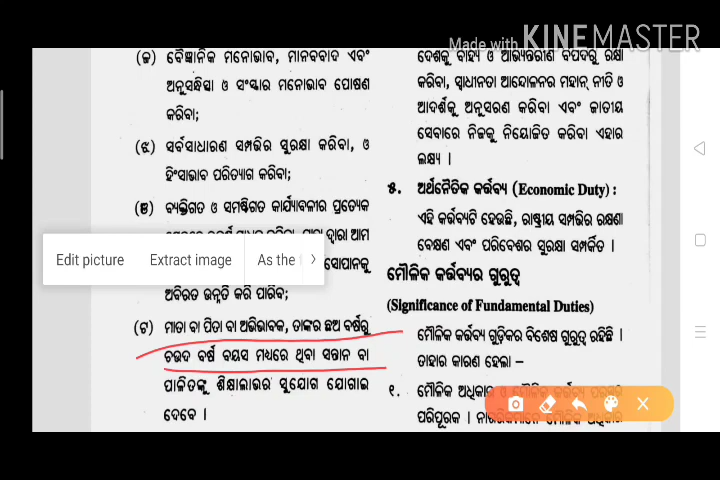 Made with KINEMASTER
(ଜ) ବୈଜ୍ଞାନିକ ମନୋଭାବ, ମାନବବାଦ ଏବଂ
ଅନୁସନ୍ଧିତ୍ସା ଓ ସଂସ୍କାର ମନୋଭାବ ପୋଷଣ
କରିବା;
(ଝ) ସର୍ବସାଧାରଣ ସମ୍ପତ୍ତିର ସୁରକ୍ଷା କରିବା, ଓ
ହିଂସାଭାବ ପରିତ୍ୟାଗ କରିବା;
(ଞ) ବ୍ୟକ୍ତିଗତ ଓ ସମଷ୍ଟିଗତ କାର୍ଯ୍ୟାବଳୀର ପ୍ରତ୍ୟେକ
ଦ୍ୱାରା ଆମ
ସୋପାନକୁ
ଅବିରତ ଉନ୍ନତି କରି ପାରିବ;
(ଟ) ମାତା ବା ପିତା ବା ଅଭିଭାବକ, ତାଙ୍କର ଛଅ ବର୍ଷରୁ
ଚଉଦ ବର୍ଷ ବୟସ ମଧ୍ୟରେ ଥିବା ସନ୍ତାନ ବା
ପାଳିତଙ୍କୁ ଶିକ୍ଷାଲାଭର ସୁଯୋଗ ଯୋଗାଇ
ଦେବେ ।
Edit picture Extract image As the
ଦେଶକୁ ବାହ୍ୟ ଓ ଆଭ୍ୟନ୍ତରୀଣ ବିପଦରୁ ରକ୍ଷା
କରିବା, ସ୍ୱାଧୀନତା ଆନ୍ଦୋଳନର ମହାନ୍ ନୀତି ଓ
ଆଦର୍ଶକୁ ଅନୁସରଣ କରିବା ଏବଂ ଜାତୀୟ
ସେବାରେ ନିଜକୁ ନିୟୋଜିତ କରିବା ଏହାର
ଲକ୍ଷ୍ୟ ।
୫. ଅର୍ଥନୈତିକ କର୍ତ୍ତବ୍ୟ (Economic Duty) :
ଏହି କର୍ତ୍ତବ୍ୟଟି ହେଉଛି, ରାଷ୍ଟ୍ରୀୟ ସମ୍ପତ୍ତିର ରକ୍ଷଣା
ବେକ୍ଷଣ ଏବଂ ପରିବେଶର ସୁରକ୍ଷା ସମ୍ପର୍କିତ ।
ମୌଳିକ କର୍ତ୍ତବ୍ୟର ଗୁରୁତ୍ୱ
(Significance of Fundamental Duties)
ମୌଳିକ କର୍ତ୍ତବ୍ୟ ଗୁଡ଼ିକର ବିଶେଷ ଗୁରୁତ୍ୱ ରହିଛି ।
ତାହାର କାରଣ ହେଲା –
୧. ମୌଳିକ ଅଧିକାର ଓ ମୌଳିକ କର୍ତ୍ତବ୍ୟ
ପରିପୂରକ ।